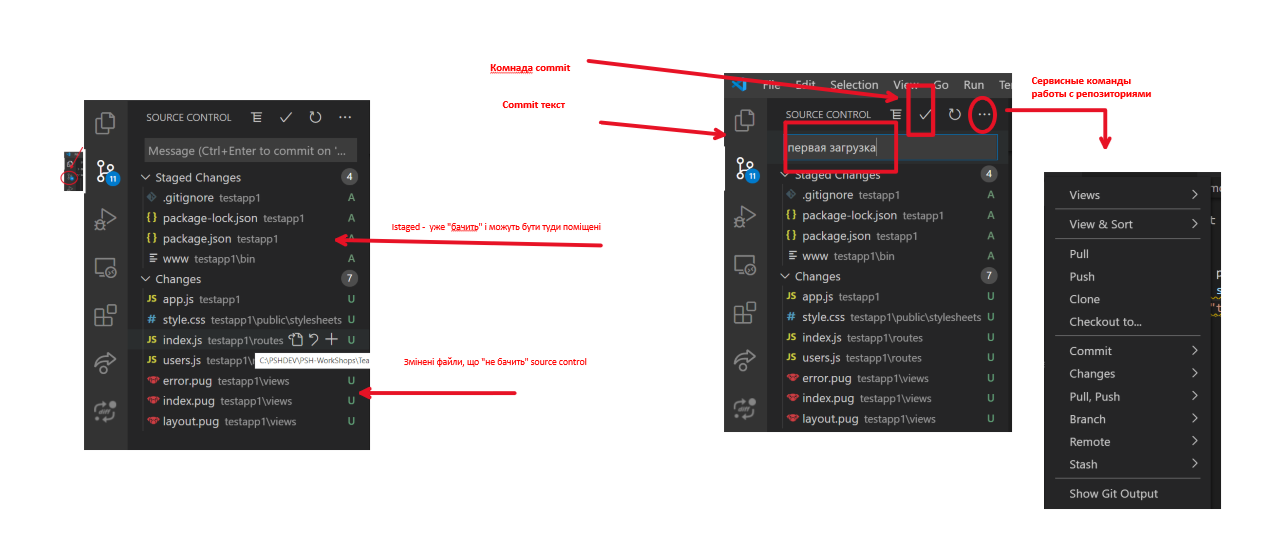 Комнада commit
Commit текст
Сервисные команды
работы с репозиториями
SOURCE CONTROL
Message (Ctrl+Enter to commit on '...
Staged Changes 4
.gitignore testapp1 A
{} package-lock.json testapp1 A
{} package.json testapp1 A
www testapp1\bin A
Changes 7
JS app.js testapp1 U
# style.css testapp1\public\stylesheets U
JS index.js testapp1\routes U
JS users.js testapp1\ U
C:\PSHDEV\PSH-WorkShops\Tea
error.pug testapp1\views U
index.pug testapp1\views U
layout.pug testapp1\views U
11
Istaged - уже "бачить" і можуть бути туди поміщені
Змінені файли, що "не бачить" source control
File Edit Selection View Go Run Te
SOURCE CONTROL
первая загрузка
Staged Changes 4
.gitignore testapp1 A
{} package-lock.json testapp1 A
{} package.json testapp1 A
www testapp1\bin A
Changes 7
JS app.js testapp1 U
# style.css testapp1\public\stylesheets U
JS index.js testapp1\routes U
JS users.js testapp1\routes U
error.pug testapp1\views U
index.pug testapp1\views U
layout.pug testapp1\views U
11
Views
View & Sort
Pull
Push
Clone
Checkout to...
Commit
Changes
Pull, Push
Branch
Remote
Stash
Show Git Output